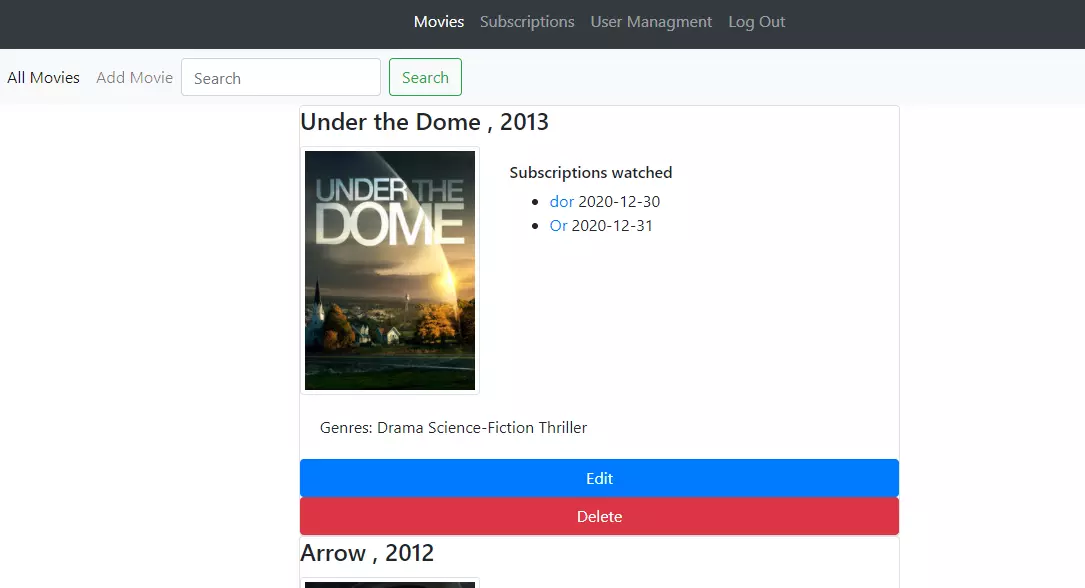 Movies Subscriptions User Managment Log Out
All Movies Add Movie Search Search
Under the Dome , 2013
UNDER THE
DOME
Subscriptions watched
dor 2020-12-30
Or 2020-12-31
Genres: Drama Science-Fiction Thriller
Edit
Delete
Arrow , 2012